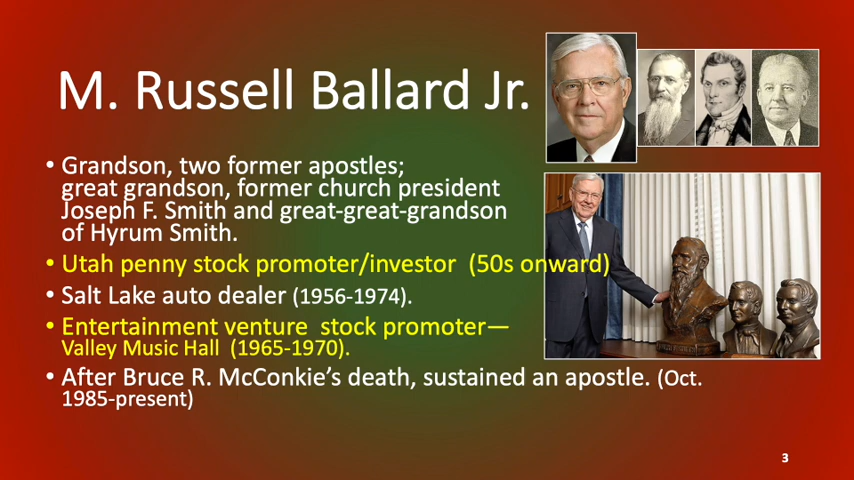 M. Russell Ballard Jr.
• Grandson, two former apostles;
great grandson, former church president
Joseph F. Smith and great-great-grandson
of Hyrum Smith.
• Utah penny stock promoter/investor  (50s onward)
• Salt Lake auto dealer (1956-1974).
• Entertainment venture  stock promoter—
Valley Music Hall  (1965-1970).
• After Bruce R. McConkie’s death, sustained an apostle. (Oct.
1985-present)
3